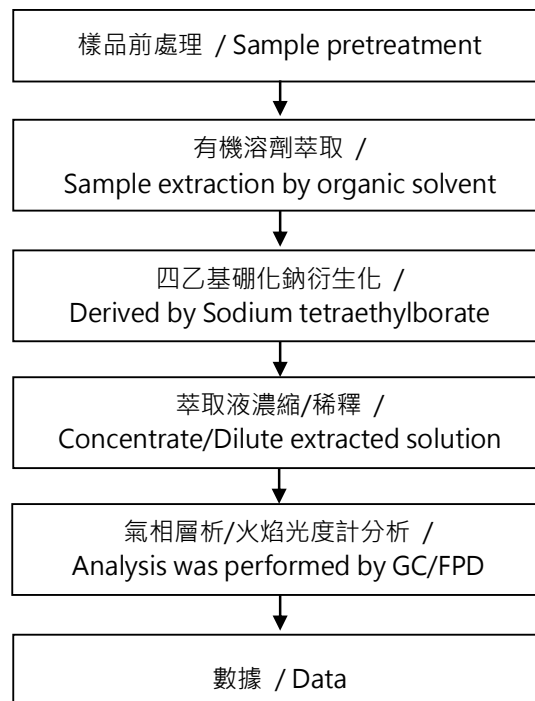 樣品前處理 / Sample pretreatment
有機溶劑萃取 /
Sample extraction by organic solvent
四乙基硼化鈉衍生化 /
Derived by Sodium tetraethylborate
萃取液濃縮/稀釋 /
Concentrate/Dilute extracted solution
氣相層析/火焰光度計分析 /
Analysis was performed by GC/FPD
數據 / Data